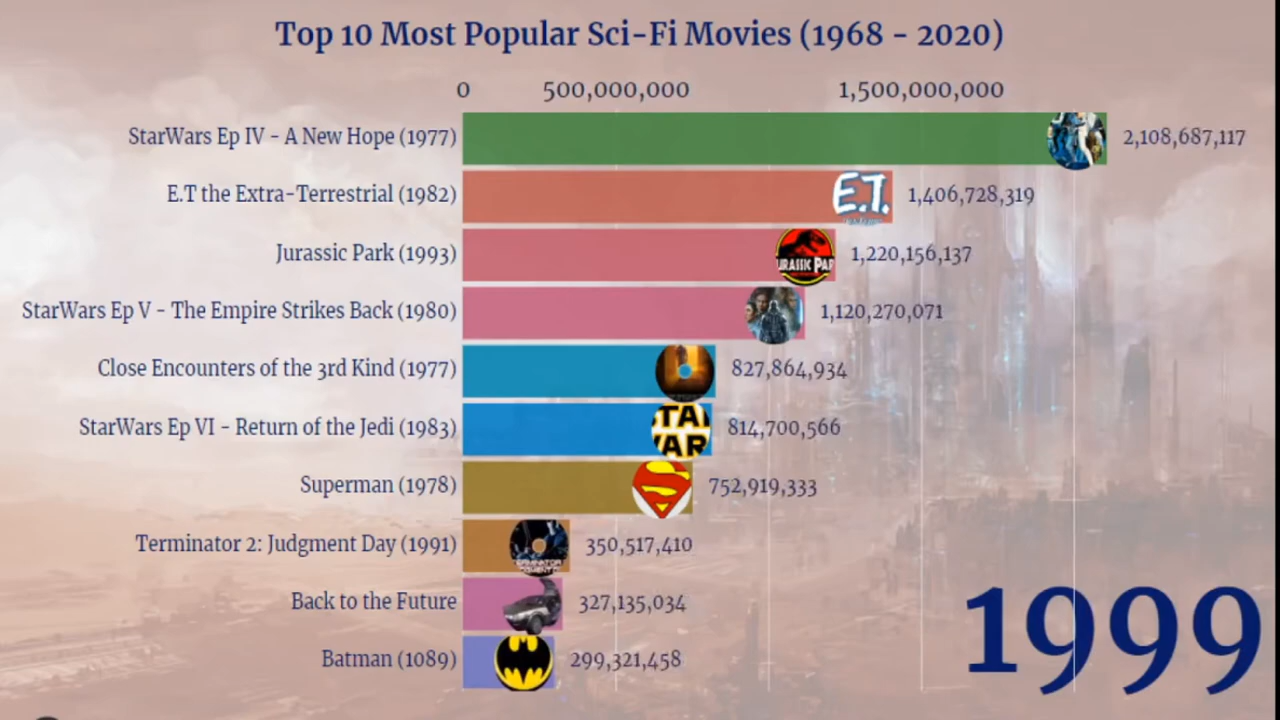 Top 10 Most Popular Sci-Fi Movies (1968 - 2020)
0 500,000,000 1,500,000,000
StarWars Ep IV - A New Hope (1977) 2,108,687,117
E.T the Extra-Terrestrial (1982) E.T. 1,406,728,319
Jurassic Park (1993) JURASSIC PAR 1,220,156,137
StarWars Ep V - The Empire Strikes Back (1980) 1,120,270,071
Close Encounters of the 3rd Kind (1977) 827,864,934
StarWars Ep VI - Return of the Jedi (1983) STAR WAR 814,700,566
Superman (1978) 752,919,333
Terminator 2: Judgment Day (1991) 350,517,410
Back to the Future 327,135,034
Batman (1089) 299,321,458
1999